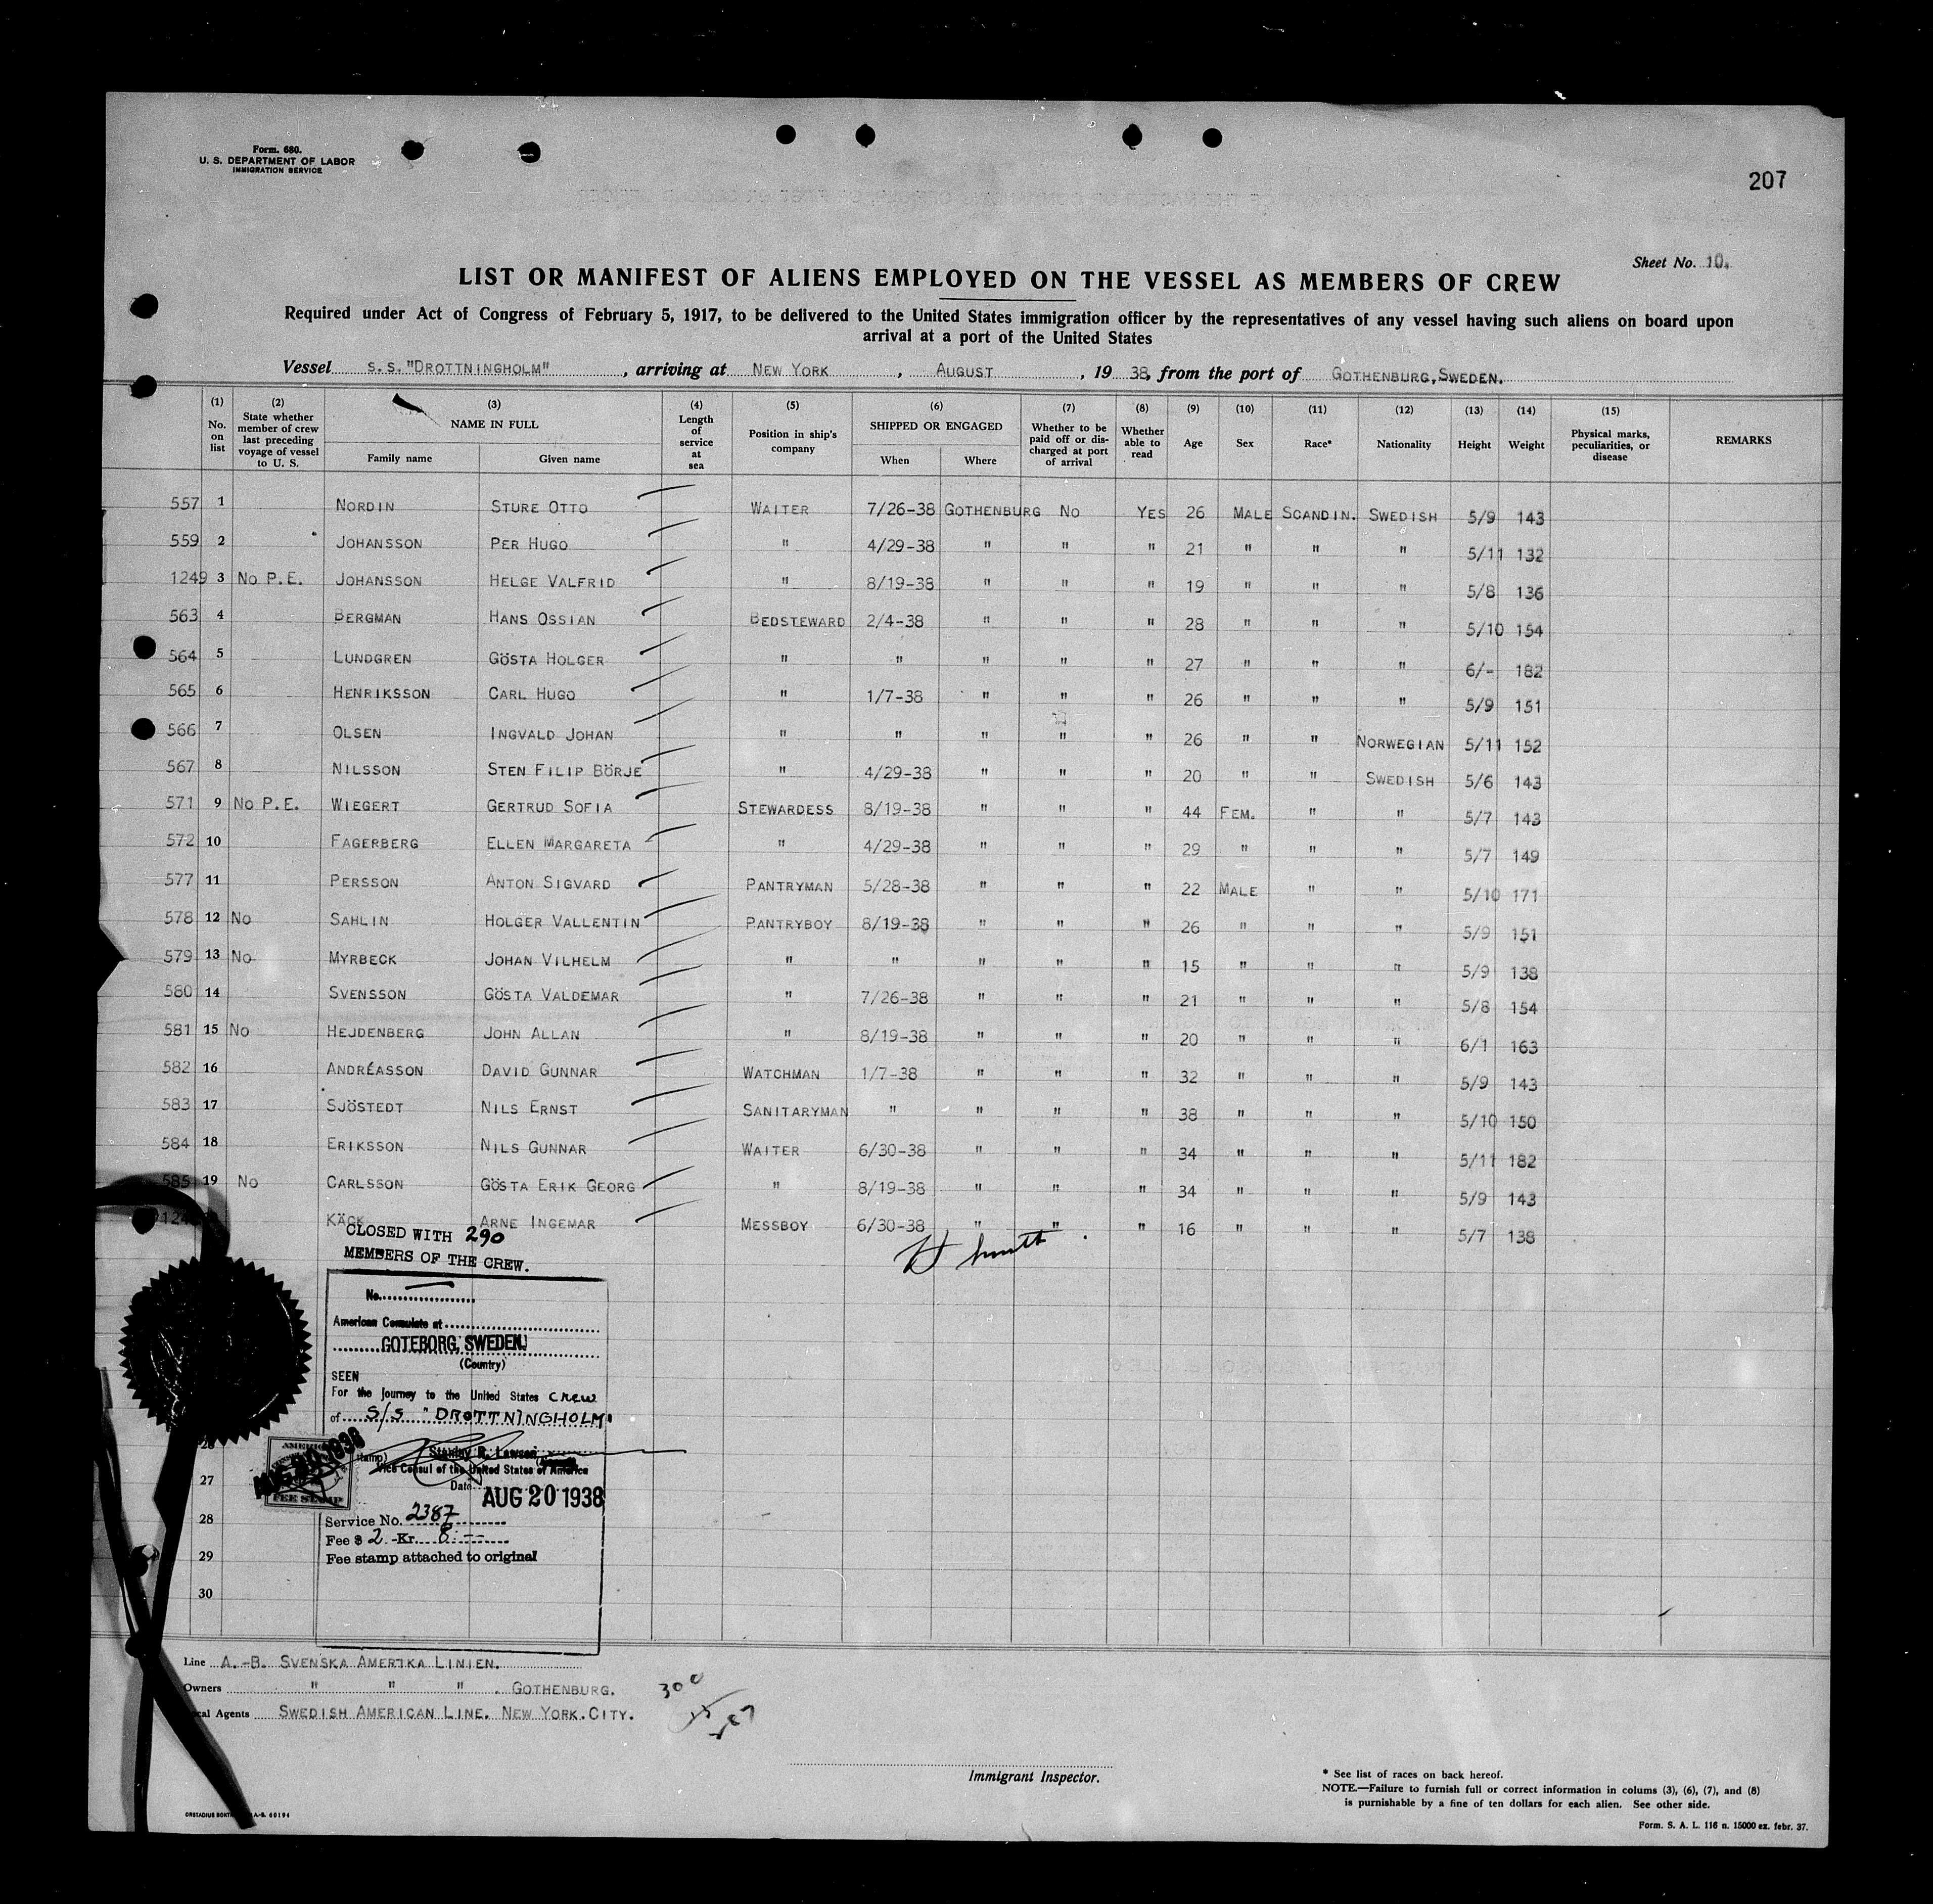 Form. 680.
U. S. DEPARTMENT OF LABOR
IMMIGRATION SERVICE
207
Sheet No. 10.
LIST OR MANIFEST OF ALIENS EMPLOYED ON THE VESSEL AS MEMBERS OF CREW
Required under Act of Congress of February 5, 1917, to be delivered to the United States immigration officer by the representatives of any vessel having such aliens on board upon
arrival at a port of the United States
Vessel S.S."DROTTNINGHOLM", arriving at NEW YORK, AUGUST, 19 38, from the port of GOTHENBURG, SWEDEN.
(1) No. on list (2) State whether member of crew last preceding voyage of vessel to U. S. (3) NAME IN FULL Family name Given name (4) Length of service at sea (5) Position in ship's company (6) SHIPPED OR ENGAGED When Where (7) Whether to be paid off or discharged at port of arrival (8) Whether able to read (9) Age (10) Sex (11) Race* (12) Nationality (13) Height (14) Weight (15) Physical marks, peculiarities, or disease REMARKS
557 1 NORDIN STURE OTTO WAITER 7/26-38 GOTHENBURG NO YES 26 MALE SCANDIN. SWEDISH 5/9 143
559 2 JOHANSSON PER HUGO " 4/29-38 " " " 21 " " " 5/11 132
1249 3 NO P.E. JOHANSSON HELGE VALFRID " 8/19-38 " " " 19 " " " 5/8 136
563 4 BERGMAN HANS OSSIAN BEDSTEWARD 2/4-38 " " " 28 " " " 5/10 154
564 5 LUNDGREN GÖSTA HOLGER " " " " " 27 " " " 6/- 182
565 6 HENRIKSSON CARL HUGO " 1/7-38 " " " 26 " " " 5/9 151
566 7 OLSEN INGVALD JOHAN " " " " " 26 " " NORWEGIAN 5/11 152
567 8 NILSSON STEN FILIP BÖRJE " 4/29-38 " " " 20 " " SWEDISH 5/6 143
571 9 NO P.E. WIEGERT GERTRUD SOFIA STEWARDESS 8/19-38 " " " 44 FEM. " " 5/7 143
572 10 FAGERBERG ELLEN MARGARETA " 4/29-38 " " " 29 " " " 5/7 149
577 11 PERSSON ANTON SIGVARD PANTRYMAN 5/28-38 " " " 22 MALE " " 5/10 171
578 12 NO SAHLIN HOLGER VALLENTIN PANTRYBOY 8/19-38 " " " 26 " " " 5/9 151
579 13 NO MYRBECK JOHAN VILHELM " " " " " 15 " " " 5/9 138
580 14 SVENSSON GÖSTA VALDEMAR " 7/26-38 " " " 21 " " " 5/8 154
581 15 NO HEJDENBERG JOHN ALLAN " 8/19-38 " " " 20 " " " 6/1 163
582 16 ANDRÉASSON DAVID GUNNAR WATCHMAN 1/7-38 " " " 32 " " " 5/9 143
583 17 SJÖSTEDT NILS ERNST SANITARYMAN " " " " 38 " " " 5/10 150
584 18 ERIKSSON NILS GUNNAR WAITER 6/30-38 " " " 34 " " " 5/11 182
585 19 NO CARLSSON GÖSTA ERIK GEORG " 8/19-38 " " " 34 " " " 5/9 143
KÄCK ARNE INGEMAR MESSBOY 6/30-38 " " " 16 " " " 5/7 138
CLOSED WITH 290
MEMBERS OF THE CREW.
No.
American Consulate at
GOTEBORG, SWEDEN.
(Country)
SEEN
For the journey to the United States crew
of S/S "DROTTNINGHOLM"
Vice Consul of the United States of America
Date AUG 20 1938
Service No. 2387
Fee $ 2 -Kr. 8:-
Fee stamp attached to original
FEE STAMP
27
28
29
30
Line A.-B. SVENSKA AMERIKA LINIEN.
Owners " " " . GOTHENBURG.
Agents SWEDISH AMERICAN LINE. NEW YORK.CITY.
300
Immigrant Inspector.
* See list of races on back hereof.
NOTE.—Failure to furnish full or correct information in colums (3), (6), (7), and (8)
is punishable by a fine of ten dollars for each alien. See other side.
Form. S. A. L. 116 n. 15000 ex. febr. 37.